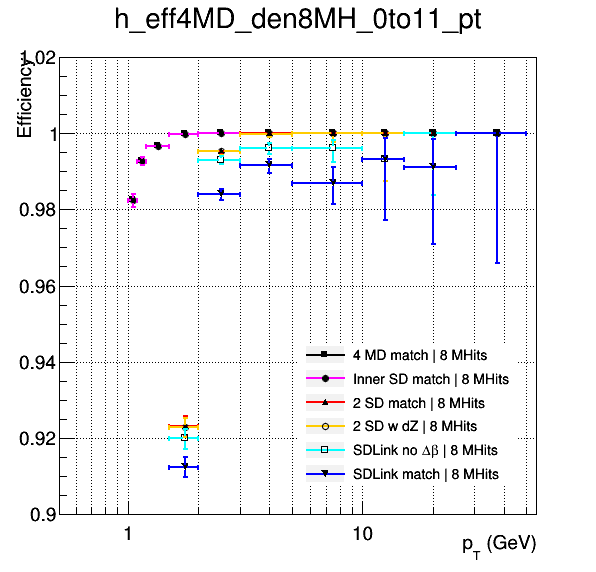 h_eff4MD_den8MH_0to11_pt
Efficiency
1.02
1
0.98
0.96
0.94
0.92
0.9
4 MD match | 8 MHits
Inner SD match | 8 MHits
2 SD match | 8 MHits
2 SD w dZ | 8 MHits
SDLink no Δβ | 8 MHits
SDLink match | 8 MHits
1 10
p_T (GeV)